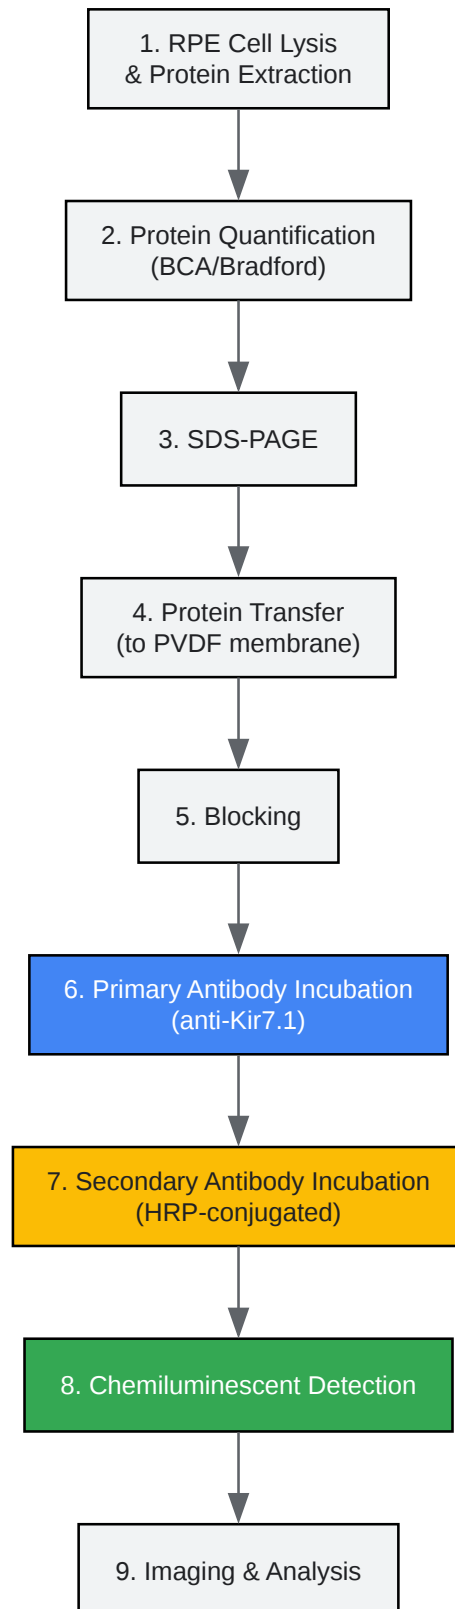 1. RPE Cell Lysis
& Protein Extraction
2. Protein Quantification
(BCA/Bradford)
3. SDS-PAGE
4. Protein Transfer
(to PVDF membrane)
5. Blocking
6. Primary Antibody Incubation
(anti-Kir7.1)
7. Secondary Antibody Incubation
(HRP-conjugated)
8. Chemiluminescent Detection
9. Imaging & Analysis